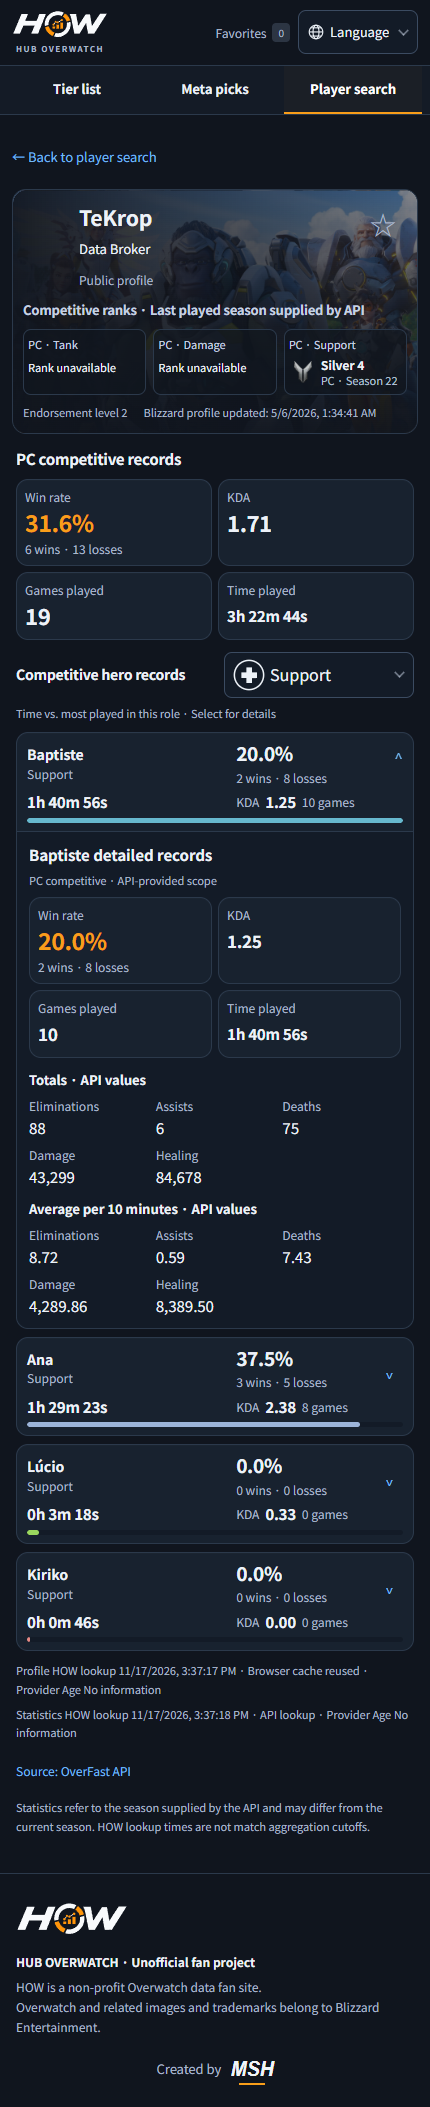 HOW
HUB OVERWATCH
Favorites 0
Language
Tier list
Meta picks
Player search
← Back to player search
TeKrop
Data Broker
Public profile
Competitive ranks · Last played season supplied by API
PC · Tank
Rank unavailable
PC · Damage
Rank unavailable
PC · Support
Silver 4
PC · Season 22
Endorsement level 2
Blizzard profile updated: 5/6/2026, 1:34:41 AM
PC competitive records
Win rate
31.6%
6 wins · 13 losses
KDA
1.71
Games played
19
Time played
3h 22m 44s
Competitive hero records
Support
Time vs. most played in this role · Select for details
Baptiste
Support
1h 40m 56s
20.0%
2 wins · 8 losses
KDA 1.25 10 games
Baptiste detailed records
PC competitive · API-provided scope
Win rate
20.0%
2 wins · 8 losses
KDA
1.25
Games played
10
Time played
1h 40m 56s
Totals · API values
Eliminations
88
Assists
6
Deaths
75
Damage
43,299
Healing
84,678
Average per 10 minutes · API values
Eliminations
8.72
Assists
0.59
Deaths
7.43
Damage
4,289.86
Healing
8,389.50
Ana
Support
1h 29m 23s
37.5%
3 wins · 5 losses
KDA 2.38 8 games
Lúcio
Support
0h 3m 18s
0.0%
0 wins · 0 losses
KDA 0.33 0 games
Kiriko
Support
0h 0m 46s
0.0%
0 wins · 0 losses
KDA 0.00 0 games
Profile HOW lookup 11/17/2026, 3:37:17 PM · Browser cache reused ·
Provider Age No information
Statistics HOW lookup 11/17/2026, 3:37:18 PM · API lookup · Provider Age No
information
Source: OverFast API
Statistics refer to the season supplied by the API and may differ from the
current season. HOW lookup times are not match aggregation cutoffs.
HOW
HUB OVERWATCH · Unofficial fan project
HOW is a non-profit Overwatch data fan site.
Overwatch and related images and trademarks belong to Blizzard
Entertainment.
Created by MSH